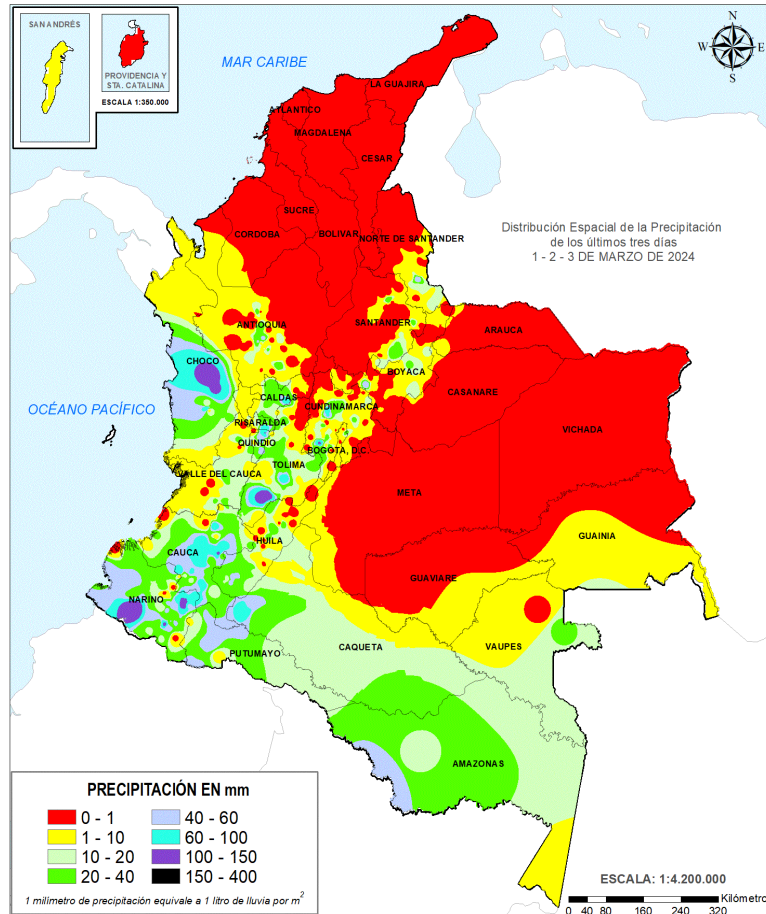 SAN ANDRÉS
PROVIDENCIA Y
STA. CATALINA
ESCALA 1:350.000
MAR CARIBE
N
W
E
S
LA GUAJIRA
ATLANTICO
MAGDALENA
CESAR
SUCRE
CORDOBA
BOLIVAR
NORTE DE SANTANDER
Distribución Espacial de la Precipitación
de los últimos tres días
1 - 2 - 3 DE MARZO DE 2024
ANTIOQUIA
SANTANDER
ARAUCA
CHOCO
BOYACA
CASANARE
OCÉANO PACÍFICO
CALDAS
CUNDINAMARCA
RISARALDA
VICHADA
QUINDIO
BOGOTA, D.C.
TOLIMA
VALLE DEL CAUCA
META
GUAINIA
HUILA
CAUCA
GUAVIARE
NARIÑO
CAQUETA
VAUPES
PUTUMAYO
AMAZONAS
PRECIPITACIÓN EN mm
0 - 1
40 - 60
1 - 10
60 - 100
10 - 20
100 - 150
20 - 40
150 - 400
1 milimetro de precipitación equivale a 1 litro de lluvia por m2
ESCALA: 1:4.200.000
Kilómetro
0 40 80 160 240 320